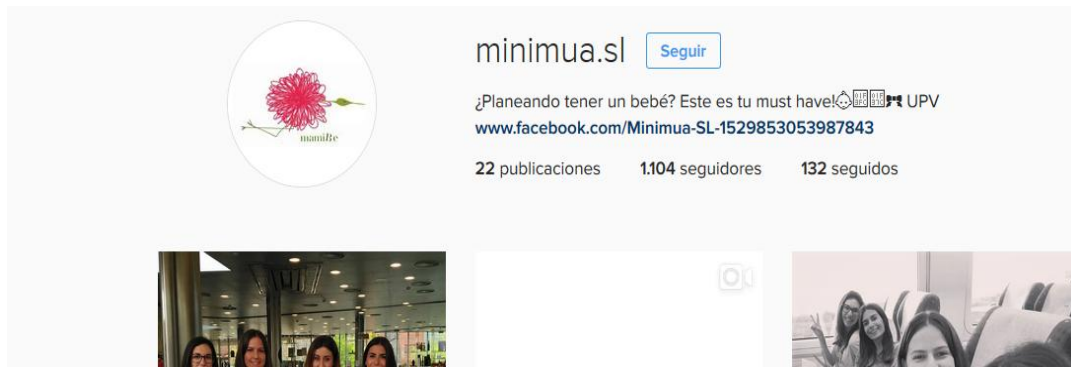 minimua.sl Seguir
¿Planeando tener un bebé? Este es tu must have! UPV
www.facebook.com/Minimua-SL-1529853053987843
22 publicaciones 1.104 seguidores 132 seguidos